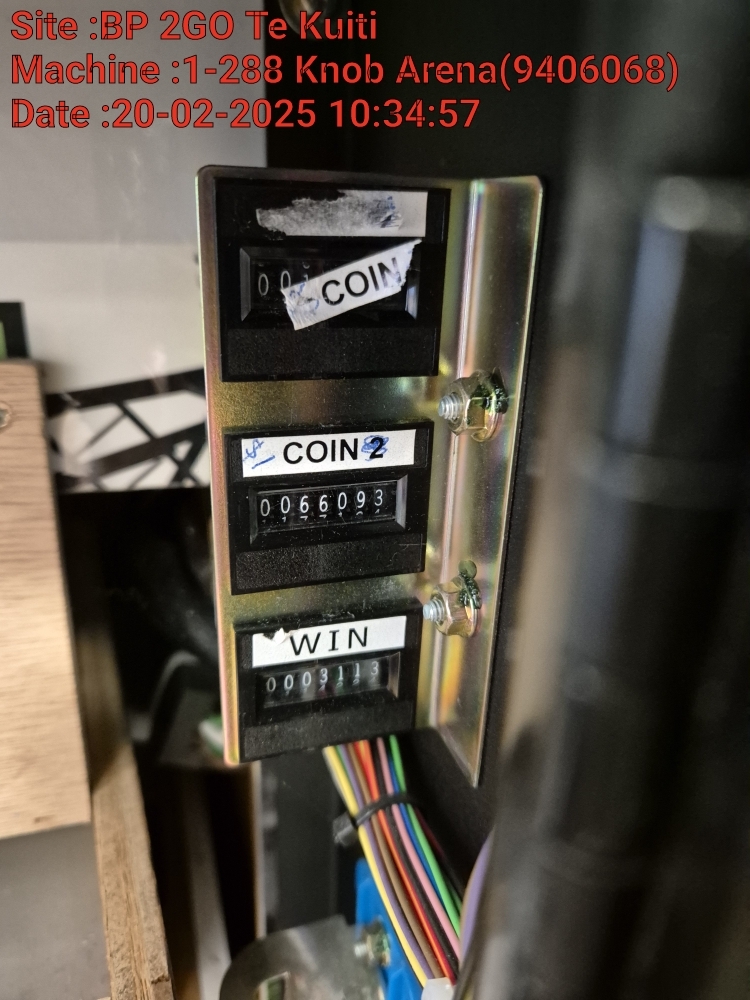 Site :BP 2GO Te Kuiti
Machine :1-288 Knob Arena(9406068)
Date :20-02-2025 10:34:57
00
COIN
COIN 2
0066093
WIN
0003113